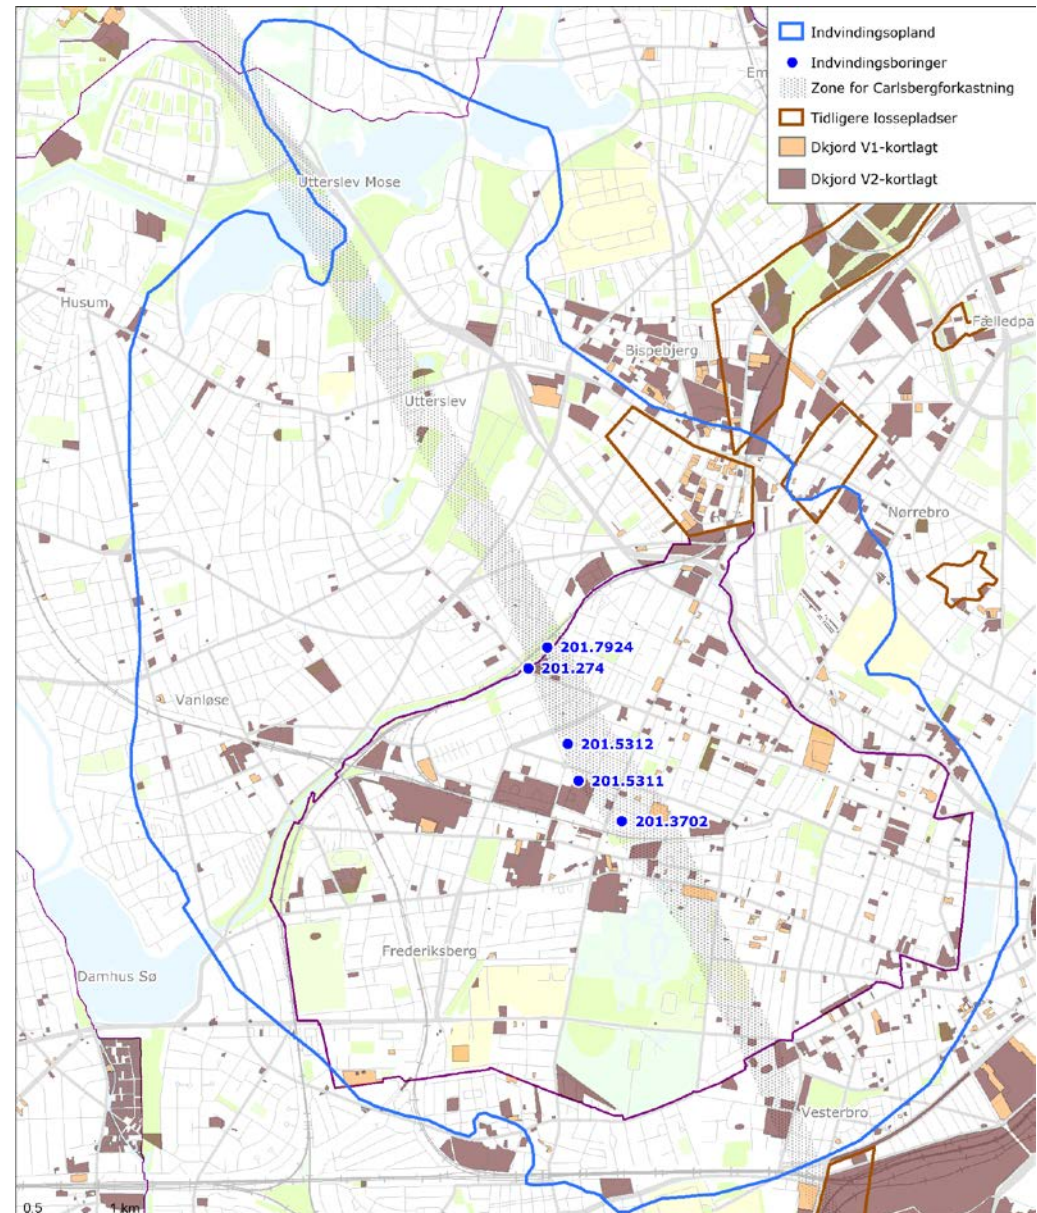 Indvindingsopland
Indvindingsboringer
Zone for Carlsbergforkastning
Tidligere lossepladser
Dkjord V1-kortlagt
Dkjord V2-kortlagt
Em
Utterslev Mose
Husum
Fælledpa
Bispebjerg
Utterslev
Nørrebro
201.7924
201.274
Vanløse
201.5312
201.5311
201.3702
Frederiksberg
Damhus Sø
Vesterbro
0.5 1 km